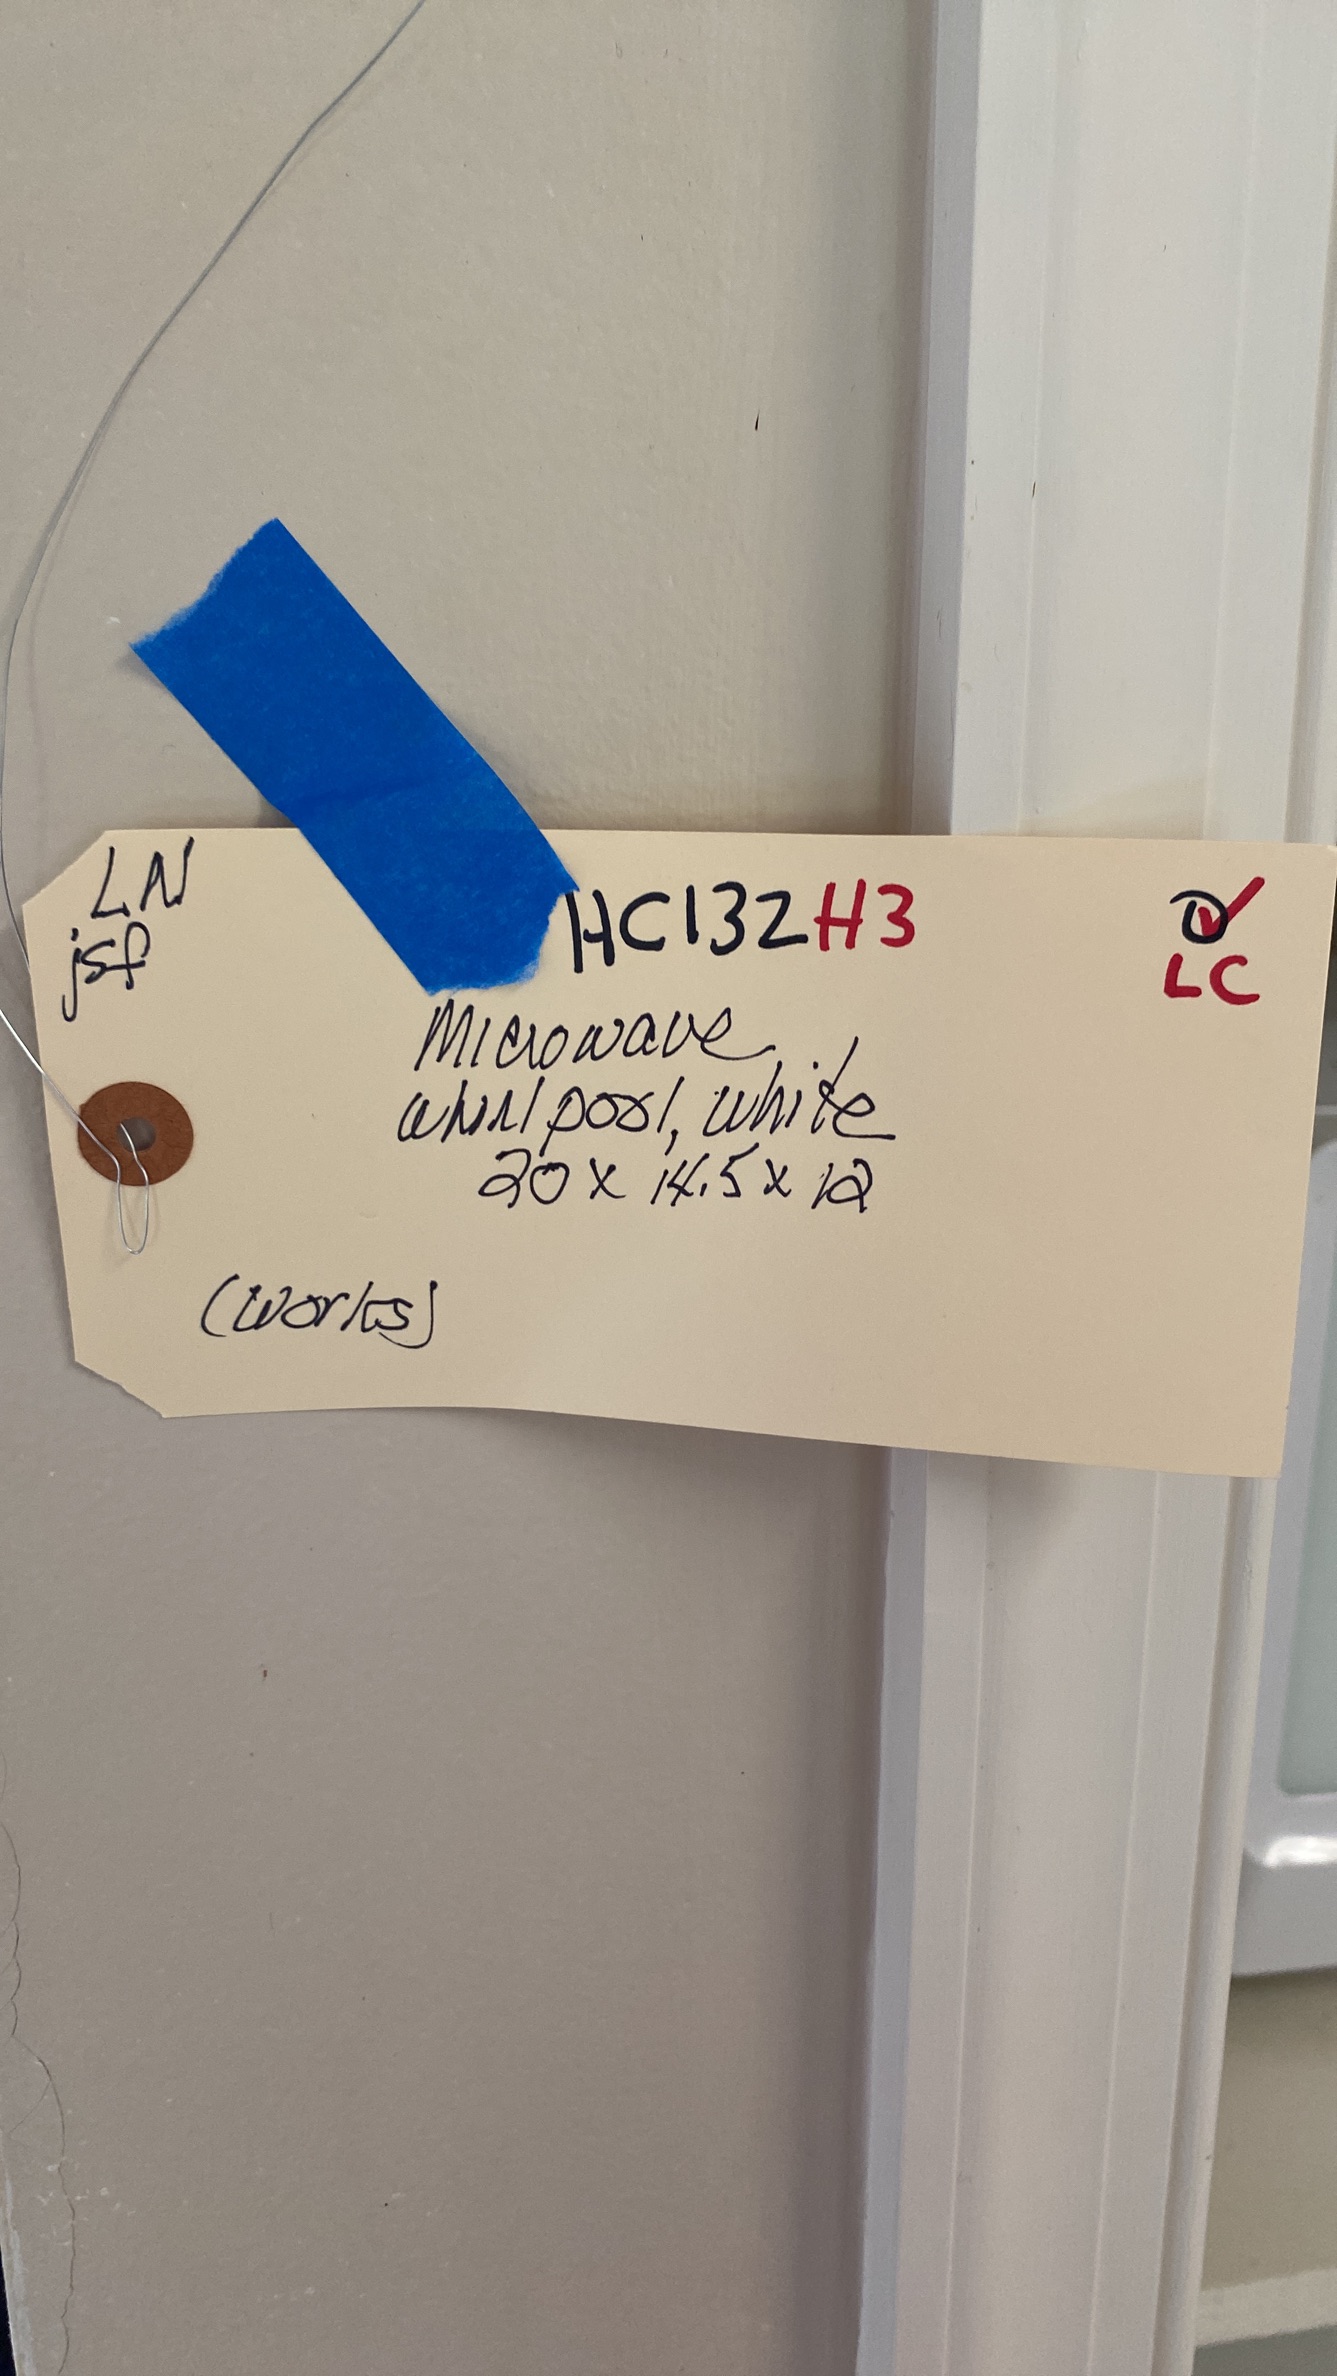 LN
jsf
HC132H3
D✓
LC
Microwave
whirlpool, white
20 x 14.5 x 12
(works)